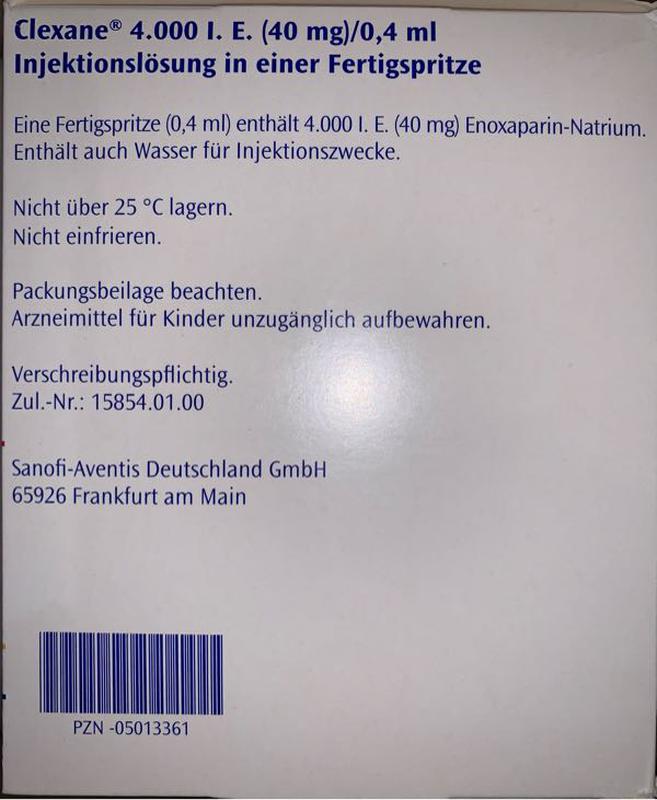 Clexane® 4.000 I. E. (40 mg)/0,4 ml
Injektionslösung in einer Fertigspritze
Eine Fertigspritze (0,4 ml) enthält 4.000 I. E. (40 mg) Enoxaparin-Natrium.
Enthält auch Wasser für Injektionszwecke.
Nicht über 25 °C lagern.
Nicht einfrieren.
Packungsbeilage beachten.
Arzneimittel für Kinder unzugänglich aufbewahren.
Verschreibungspflichtig.
Zul.-Nr.: 15854.01.00
Sanofi-Aventis Deutschland GmbH
65926 Frankfurt am Main
PZN -05013361